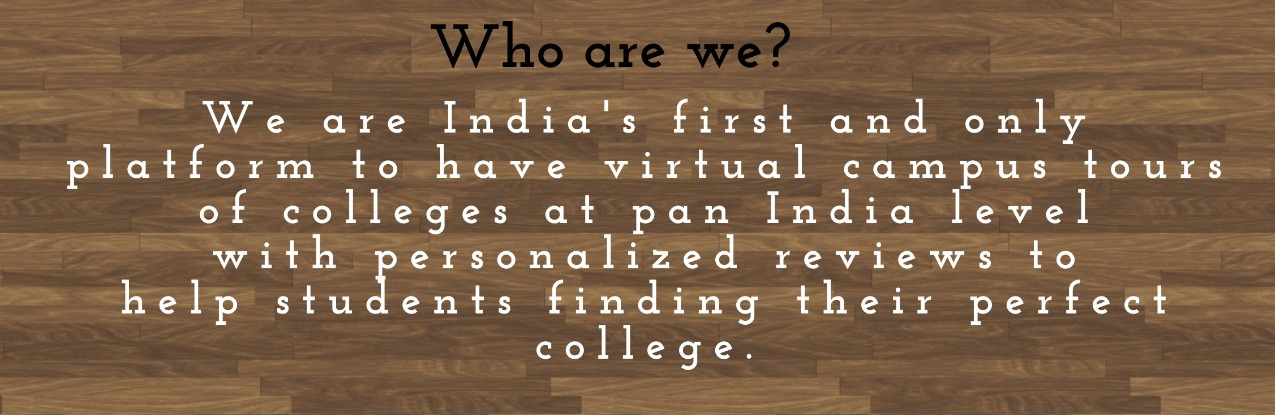 Who are we?
We are India's first and only
platform to have virtual campus tours
of colleges at pan India level
with personalized reviews to
help students finding their perfect
college.